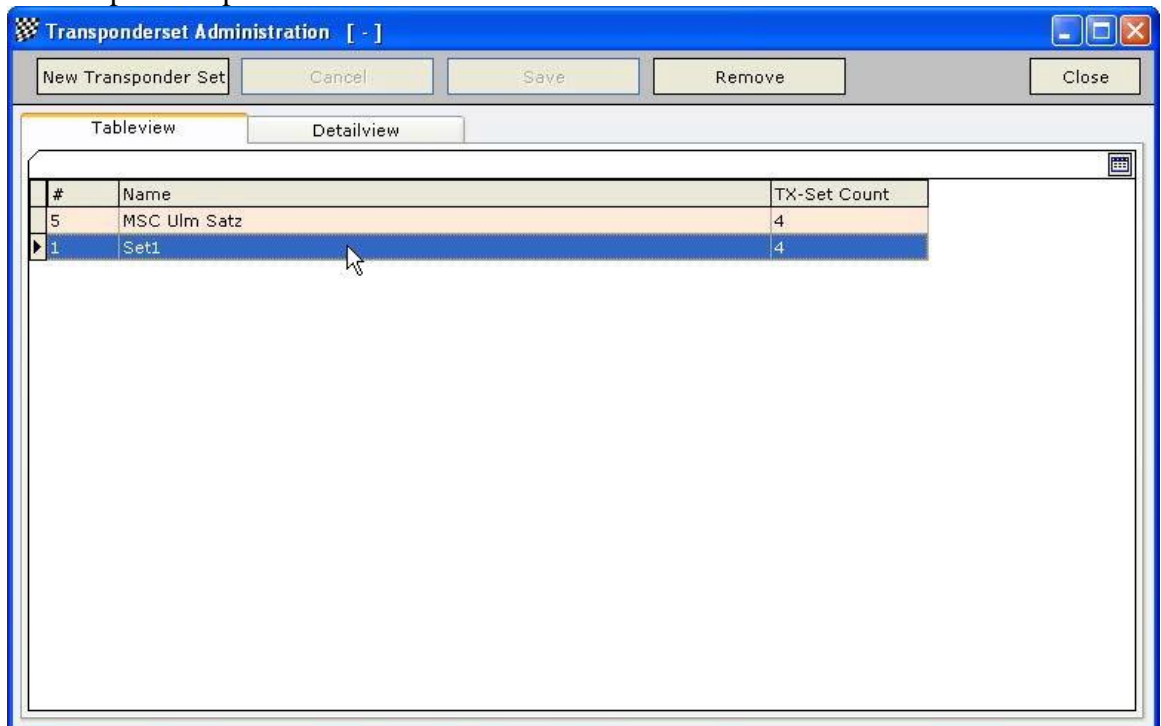 Transponderset Administration [ - ]
New Transponder Set Cancel Save Remove Close
Tableview Detailview
# Name TX-Set Count
5 MSC Ulm Satz 4
1 Set1 4